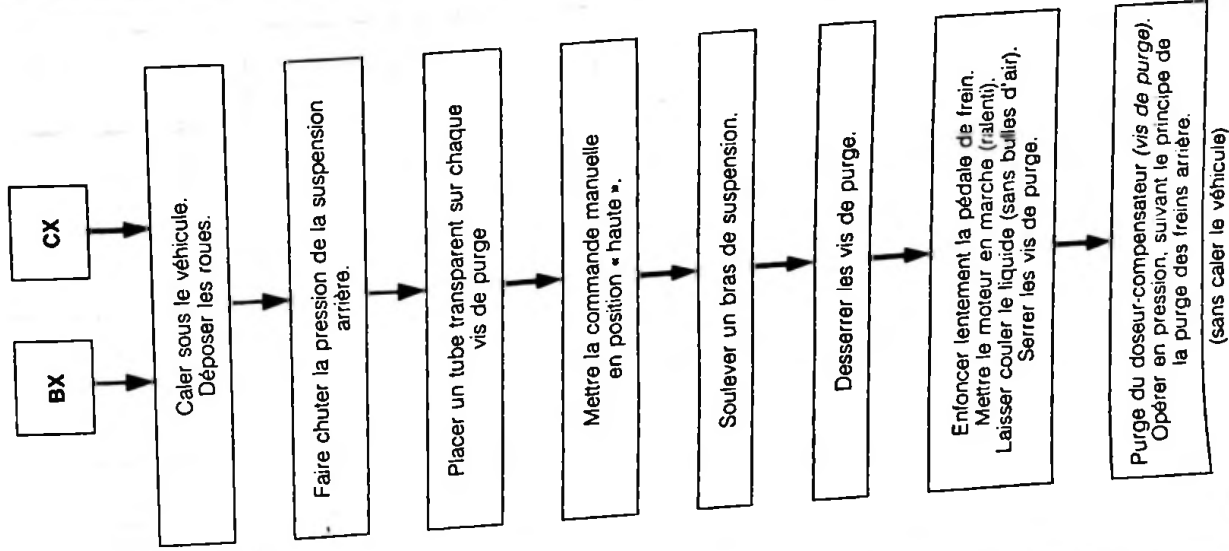 BX
CX
Caler sous le véhicule.
Déposer les roues.
Faire chuter la pression de la suspension
arrière.
Placer un tube transparent sur chaque
vis de purge
Mettre la commande manuelle
en position « haute ».
Soulever un bras de suspension.
Desserrer les vis de purge.
Enfoncer lentement la pédale de frein.
Mettre le moteur en marche (ralenti).
Laisser couler le liquide (sans bulles d'air).
Serrer les vis de purge.
Purge du doseur-compensateur (vis de purge).
Opérer en pression, suivant le principe de
la purge des freins arrière.
(sans caler le véhicule)